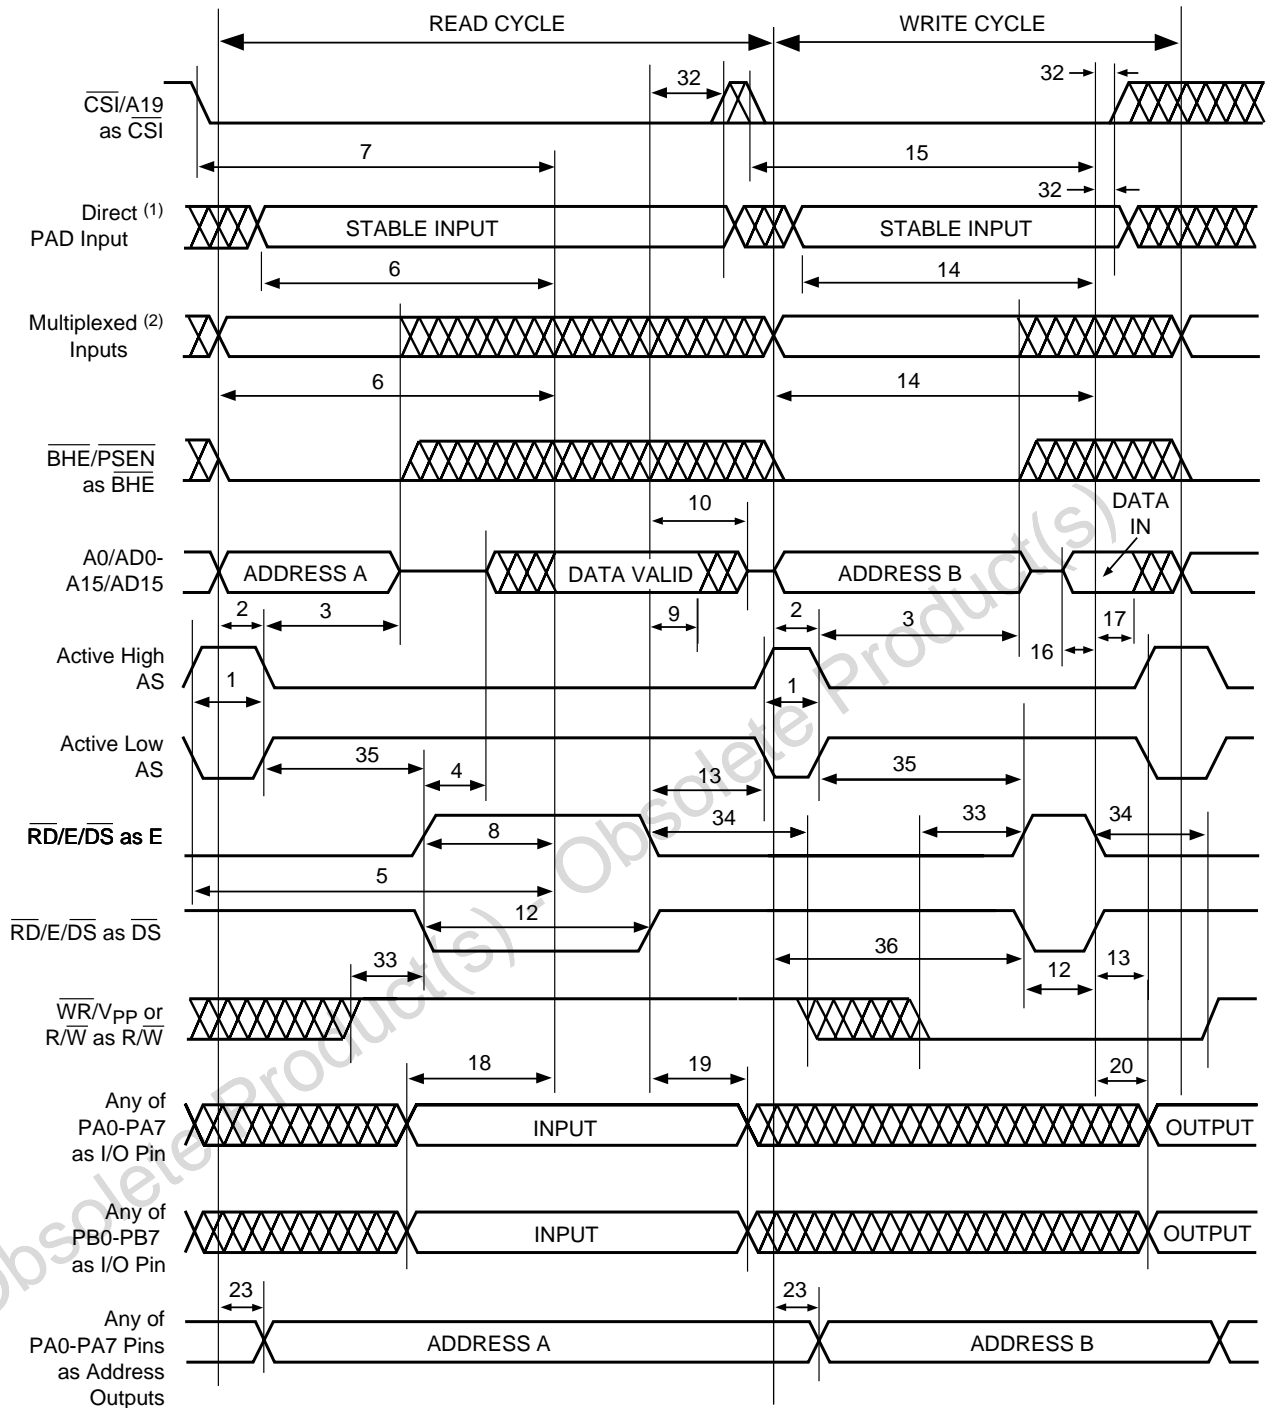 READ CYCLE
WRITE CYCLE
32
32
CSI/A19
as CSI
7
15
32
Direct (1)
PAD Input
STABLE INPUT
STABLE INPUT
6
14
Multiplexed (2)
Inputs
6
14
BHE/PSEN
as BHE
10
DATA
IN
A0/AD0-
A15/AD15
ADDRESS A
DATA VALID
ADDRESS B
2
3
9
2
3
17
16
Active High
AS
1
1
Active Low
AS
35
4
13
35
34
33
34
RD/E/DS as E
8
5
12
RD/E/DS as DS
36
33
12
13
WR/VPP or
R/W as R/W
18
19
20
Any of
PA0-PA7
as I/O Pin
INPUT
OUTPUT
Any of
PB0-PB7
as I/O Pin
INPUT
OUTPUT
23
23
Any of
PA0-PA7 Pins
as Address
Outputs
ADDRESS A
ADDRESS B
Obsolete Product(s) - Obsolete Product(s)